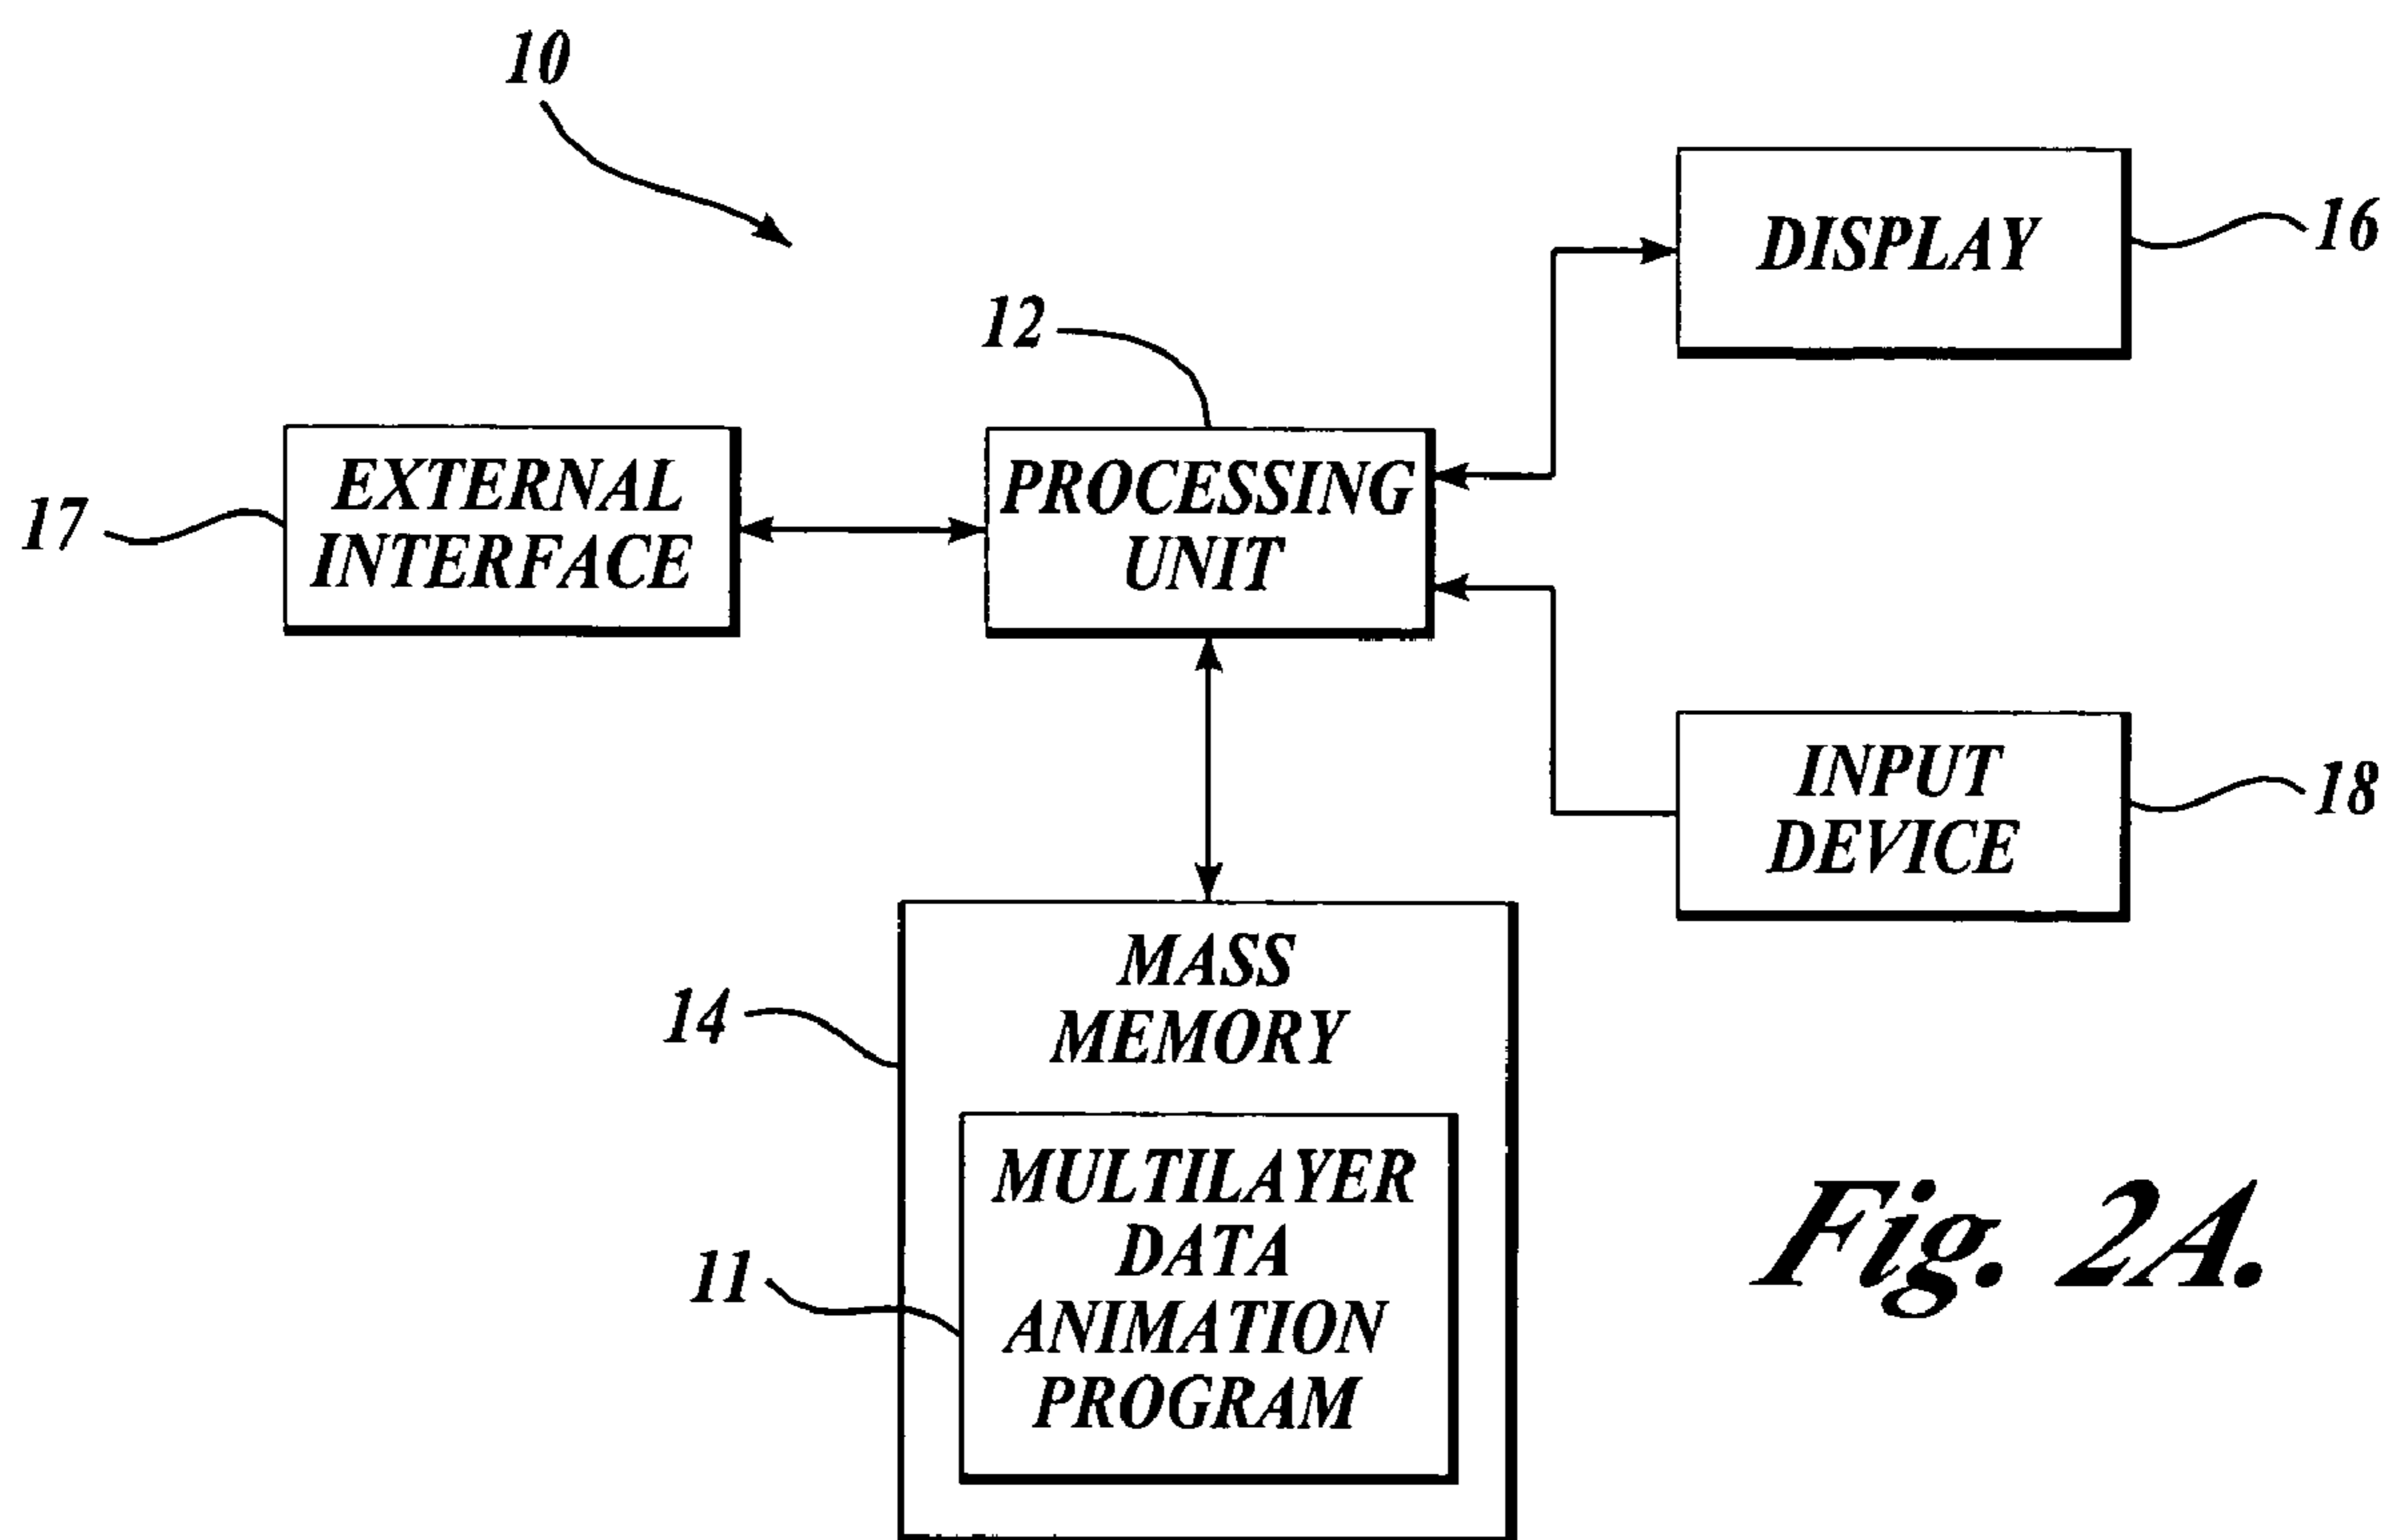 10
DISPLAY
16
12
EXTERNAL
INTERFACE
17
PROCESSING
UNIT
INPUT
DEVICE
18
MASS
MEMORY
14
MULTILAYER
DATA
ANIMATION
PROGRAM
11
Fig. 2A.